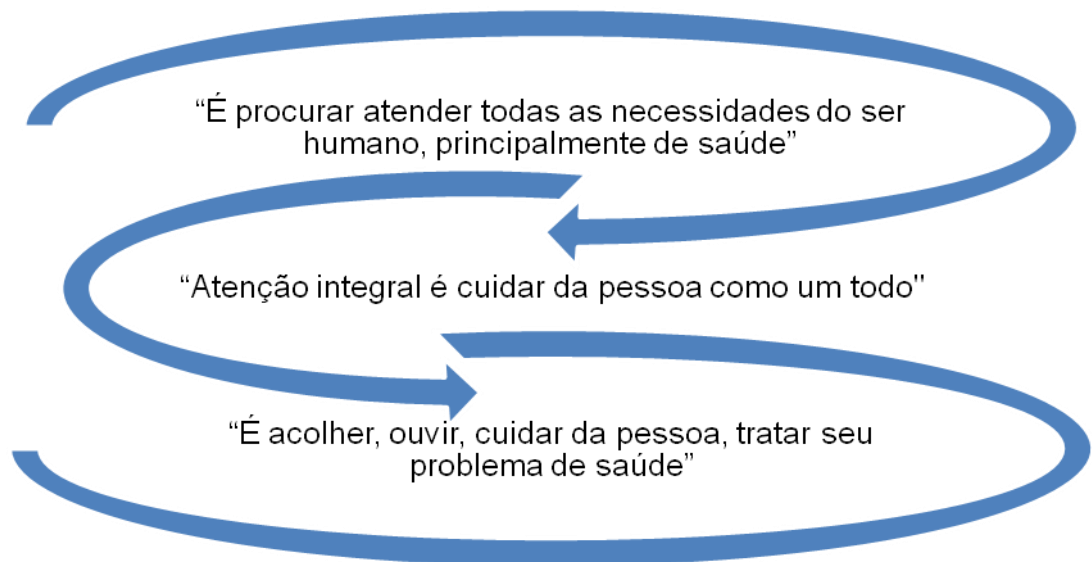 “É procurar atender todas as necessidades do ser
humano, principalmente de saúde”
“Atenção integral é cuidar da pessoa como um todo”
“É acolher, ouvir, cuidar da pessoa, tratar seu
problema de saúde”